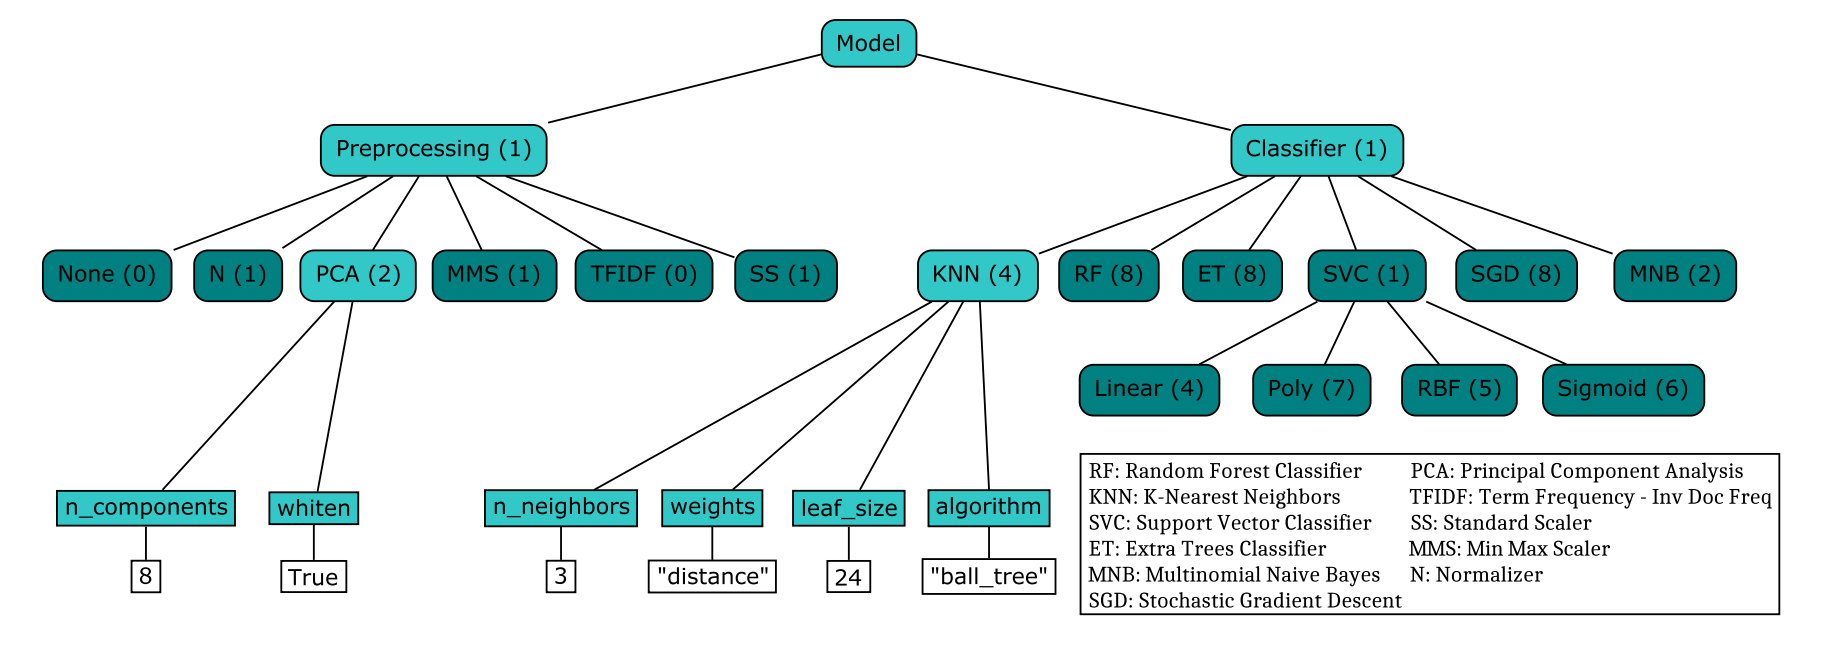 Model
Preprocessing (1)
Classifier (1)
None (0)
N (1)
PCA (2)
MMS (1)
TFIDF (0)
SS (1)
KNN (4)
RF (8)
ET (8)
SVC (1)
SGD (8)
MNB (2)
Linear (4)
Poly (7)
RBF (5)
Sigmoid (6)
n_components
whiten
n_neighbors
weights
leaf_size
algorithm
8
True
3
"distance"
24
"ball_tree"
RF: Random Forest Classifier
KNN: K-Nearest Neighbors
SVC: Support Vector Classifier
ET: Extra Trees Classifier
MNB: Multinomial Naive Bayes
SGD: Stochastic Gradient Descent
PCA: Principal Component Analysis
TFIDF: Term Frequency - Inv Doc Freq
SS: Standard Scaler
MMS: Min Max Scaler
N: Normalizer